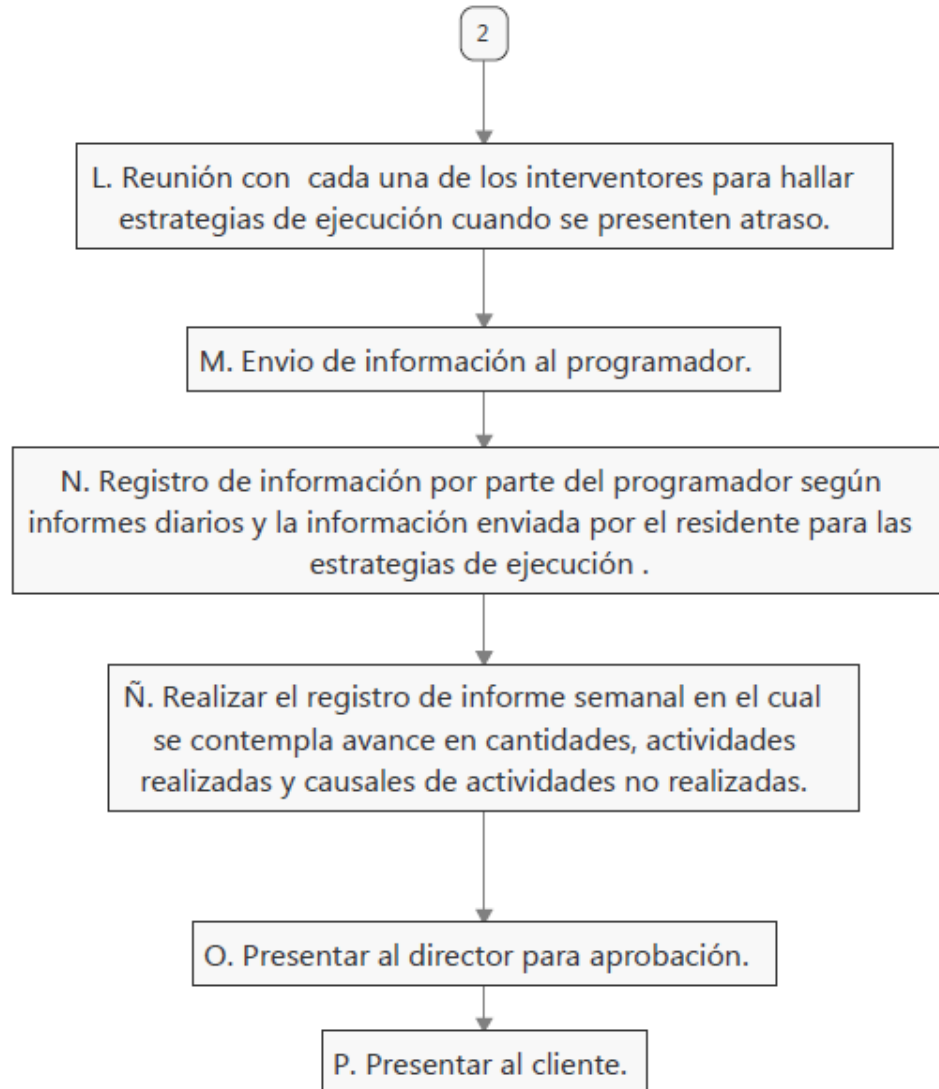 2
L. Reunión con  cada una de los interventores para hallar
estrategias de ejecución cuando se presenten atraso.
M. Envio de información al programador.
N. Registro de información por parte del programador según
informes diarios y la información enviada por el residente para las
estrategias de ejecución .
Ñ. Realizar el registro de informe semanal en el cual
se contempla avance en cantidades, actividades
realizadas y causales de actividades no realizadas.
O. Presentar al director para aprobación.
P. Presentar al cliente.